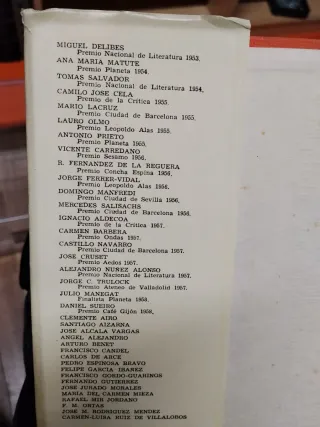 MIGUEL DELIBES
Premio Nacional de Literatura 1953.
ANA MARIA MATUTE
Premio Planeta 1954.
TOMAS SALVADOR
Premio Nacional de Literatura 1954.
CAMILO JOSE CELA
Premio de la Crítica 1955.
MARIO LACRUZ
Premio Ciudad de Barcelona 1955.
LAURO OLMO
Premio Leopoldo Alas 1955.
ANTONIO PRIETO
Premio Planeta 1955.
VICENTE CARREDANO
Premio Sesamo 1956.
R. FERNANDEZ DE LA REGUERA
Premio Concha Espina 1956.
JORGE FERRER-VIDAL
Premio Leopoldo Alas 1956.
DOMINGO MANFREDI
Premio Ciudad de Sevilla 1956.
MERCEDES SALISACHS
Premio Ciudad de Barcelona 1956.
IGNACIO ALDECOA
Premio de la Crítica 1957.
CARMEN BARBERA
Premio Ondas 1957.
CASTILLO NAVARRO
Premio Ciudad de Barcelona 1957.
JOSE CRUSET
Premio Aedos 1957.
ALEJANDRO NUÑEZ ALONSO
Premio Nacional de Literatura 1957.
JORGE C. TRULOCK
Premio Ateneo de Valladolid 1957.
JULIO MANEGAT
Finalista Planeta 1958.
DANIEL SUEIRO
Premio Café Gijón 1958.
CLEMENTE AIRO
SANTIAGO AIZARNA
JOSE ALCALA VARGAS
ANGEL ALEJANDRO
ARTURO BENET
FRANCISCO CANDEL
CARLOS DE ARCE
PEDRO ESPINOSA BRAVO
FELIPE GARCIA IBAÑEZ
FRANCISCO GOEDO-GUARINOS
FERNANDO GUTIERREZ
JOSE JURADO MORALES
MARIA DEL CARMEN MIEZA
RAFAEL MIR JORDANO
F. M. ORTAS
JOSE M. RODRIGUEZ MENDEZ
CARMEN-LUISA RUIZ DE VILLALOBOS